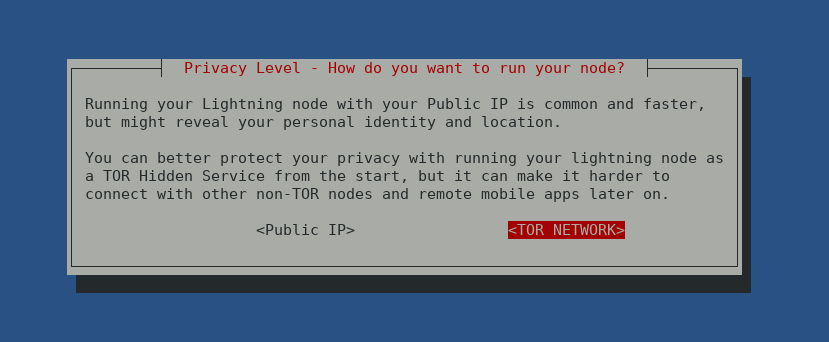 Privacy Level - How do you want to run your node?
Running your Lightning node with your Public IP is common and faster,
but might reveal your personal identity and location.
You can better protect your privacy with running your lightning node as
a TOR Hidden Service from the start, but it can make it harder to
connect with other non-TOR nodes and remote mobile apps later on.
<Public IP> <TOR NETWORK>